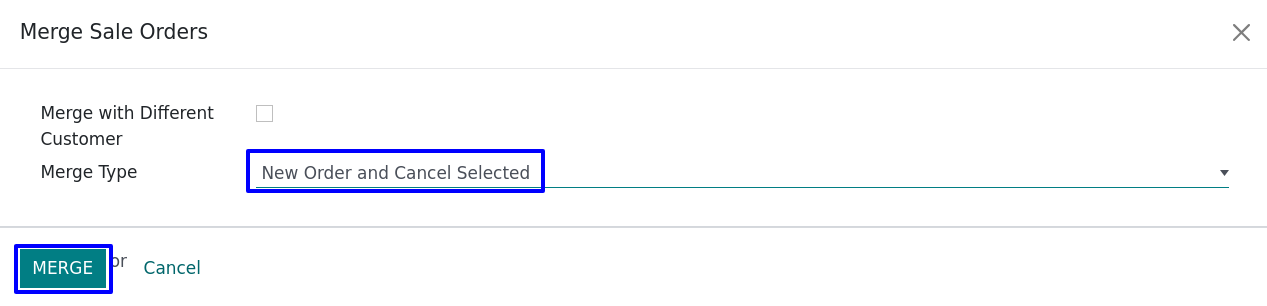 Merge Sale Orders
Merge with Different
Customer
Merge Type
New Order and Cancel Selected
MERGE or Cancel